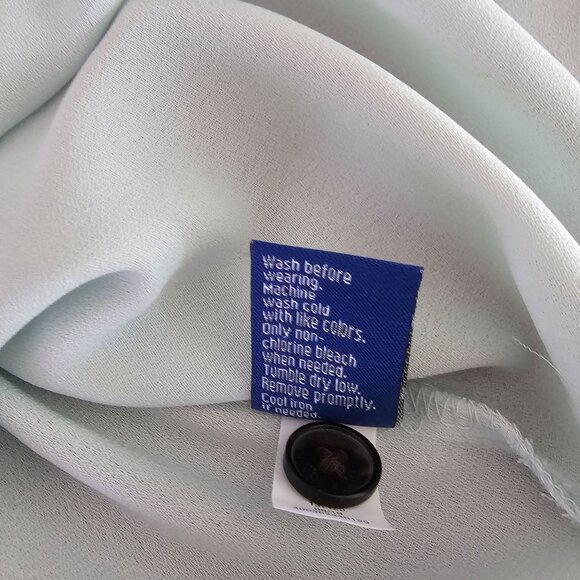 Wash before
wearing.
Machine
wash cold
with like colors.
Only non-
chlorine bleach
when needed.
Tumble dry low.
Remove promptly.
Cool iron
if needed.